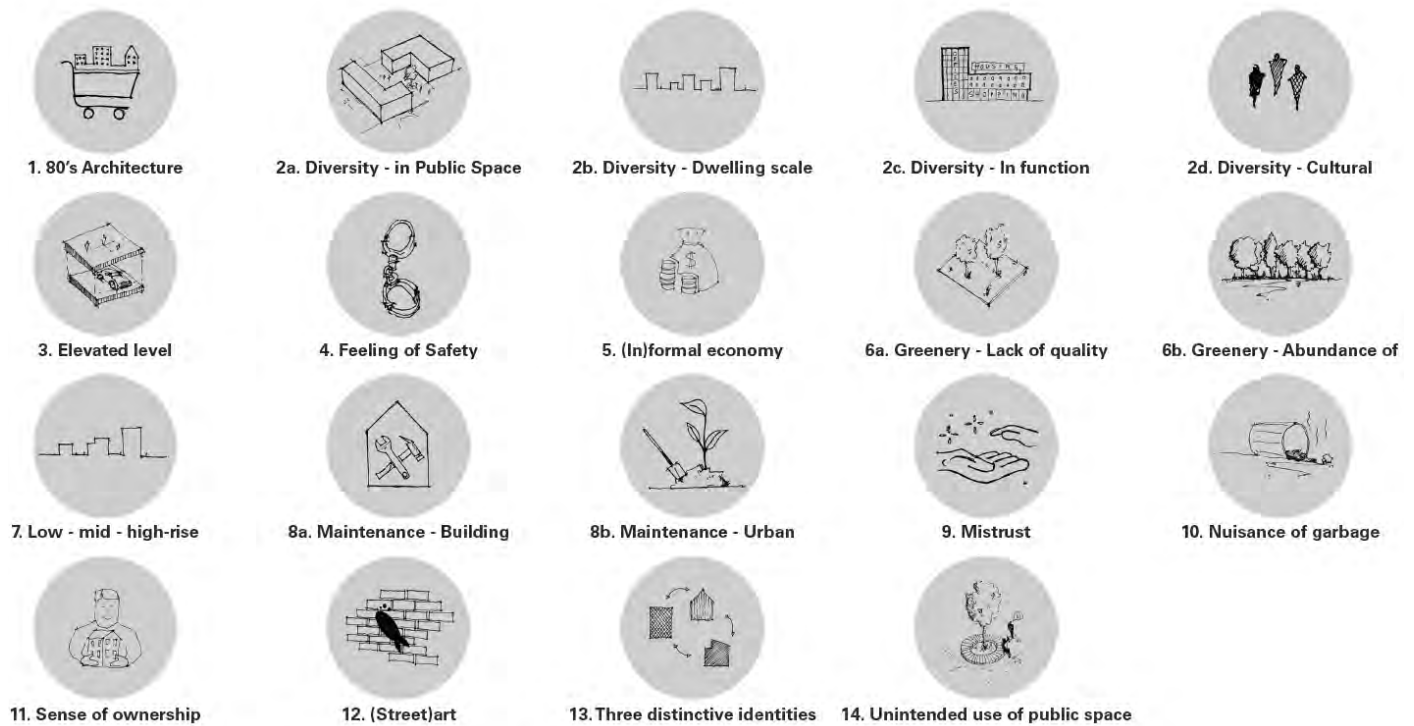 OFFICES
HOUSING
SHOPPING
1. 80's Architecture
2a. Diversity - in Public Space
2b. Diversity - Dwelling scale
2c. Diversity - In function
2d. Diversity - Cultural
$
3. Elevated level
4. Feeling of Safety
5. (In)formal economy
6a. Greenery - Lack of quality
6b. Greenery - Abundance of
7. Low - mid - high-rise
8a. Maintenance - Building
8b. Maintenance - Urban
9. Mistrust
10. Nuisance of garbage
11. Sense of ownership
12. (Street)art
13. Three distinctive identities
14. Unintended use of public space